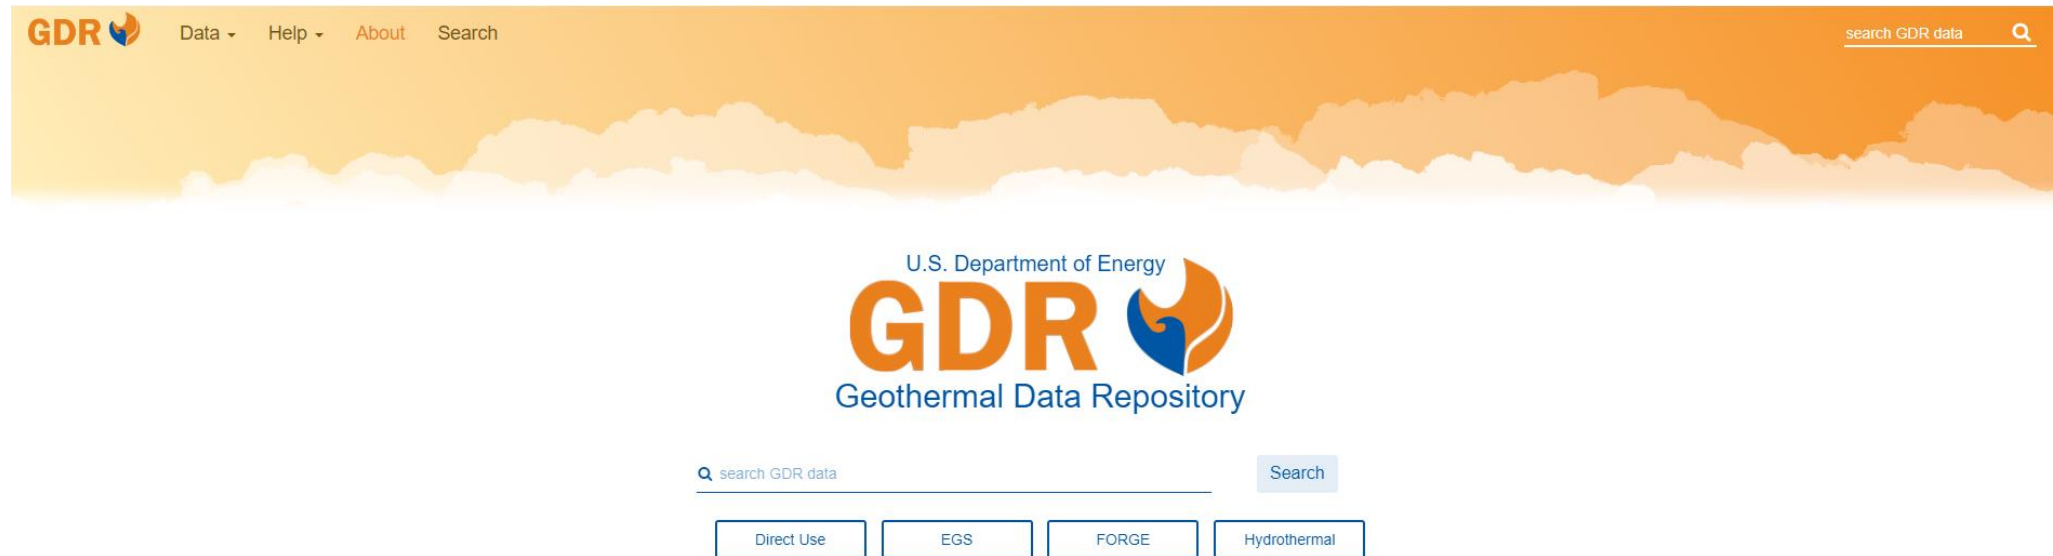 GDR Data Help About Search search GDR data
U.S. Department of Energy
GDR
Geothermal Data Repository
search GDR data Search
Direct Use EGS FORGE Hydrothermal